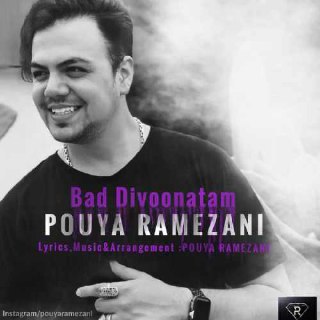 Bad Divoonatam
POUYA RAMEZANI
Lyrics,Music&Arrangement :POUYA RAMEZANI
Instagram/pouyaramezani
R